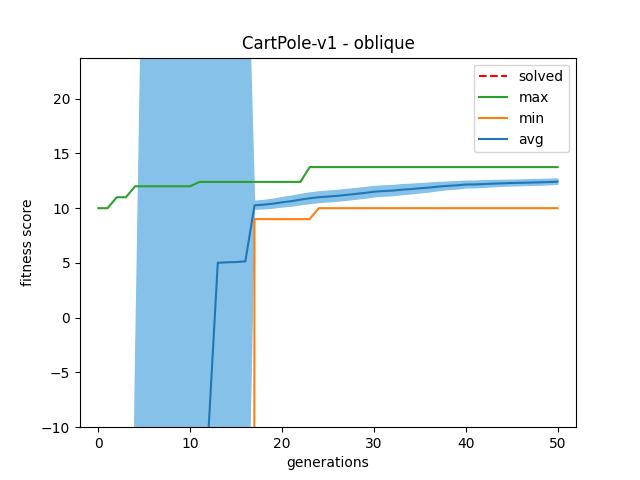 CartPole-v1 - oblique
solved
max
min
avg
fitness score
20
15
10
5
0
−5
−10
0 10 20 30 40 50
generations